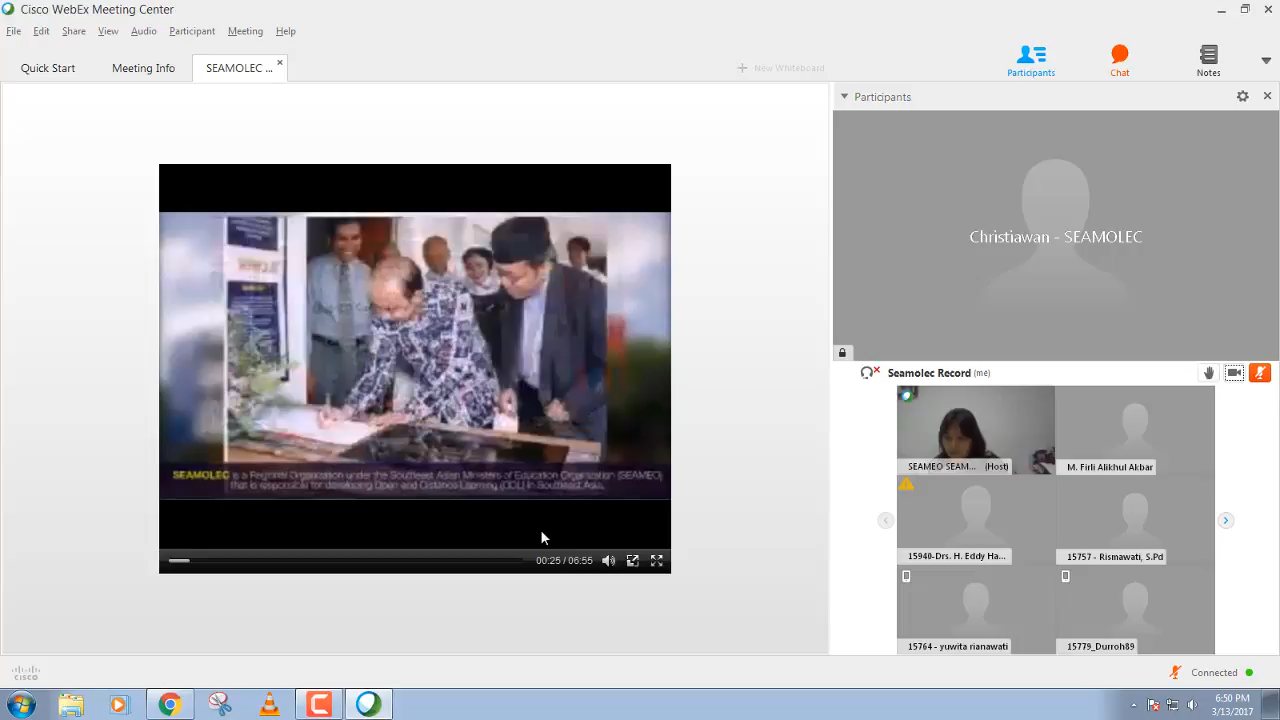 Cisco WebEx Meeting Center
File Edit Share View Audio Participant Meeting Help
Quick Start Meeting Info SEAMOLEC ...
New Whiteboard
Participants Chat Notes
Participants
Christiawan - SEAMOLEC
Seamolec Record (me)
SEAMEO SEAM... (Host)
M. Firli Alikhul Akbar
15940-Drs. H. Eddy Ha...
15757 - Rismawati, S.Pd
15764 - yuwita rianawati
15779_Durroh89
SEAMOLEC is a Regional Organization under the Southeast Asian Ministers of Education Organization (SEAMEO)
that is responsible for developing Open and Distance Learning (ODL) in Southeast Asia.
00:25 / 06:55
cisco
Connected
6:50 PM
3/13/2017